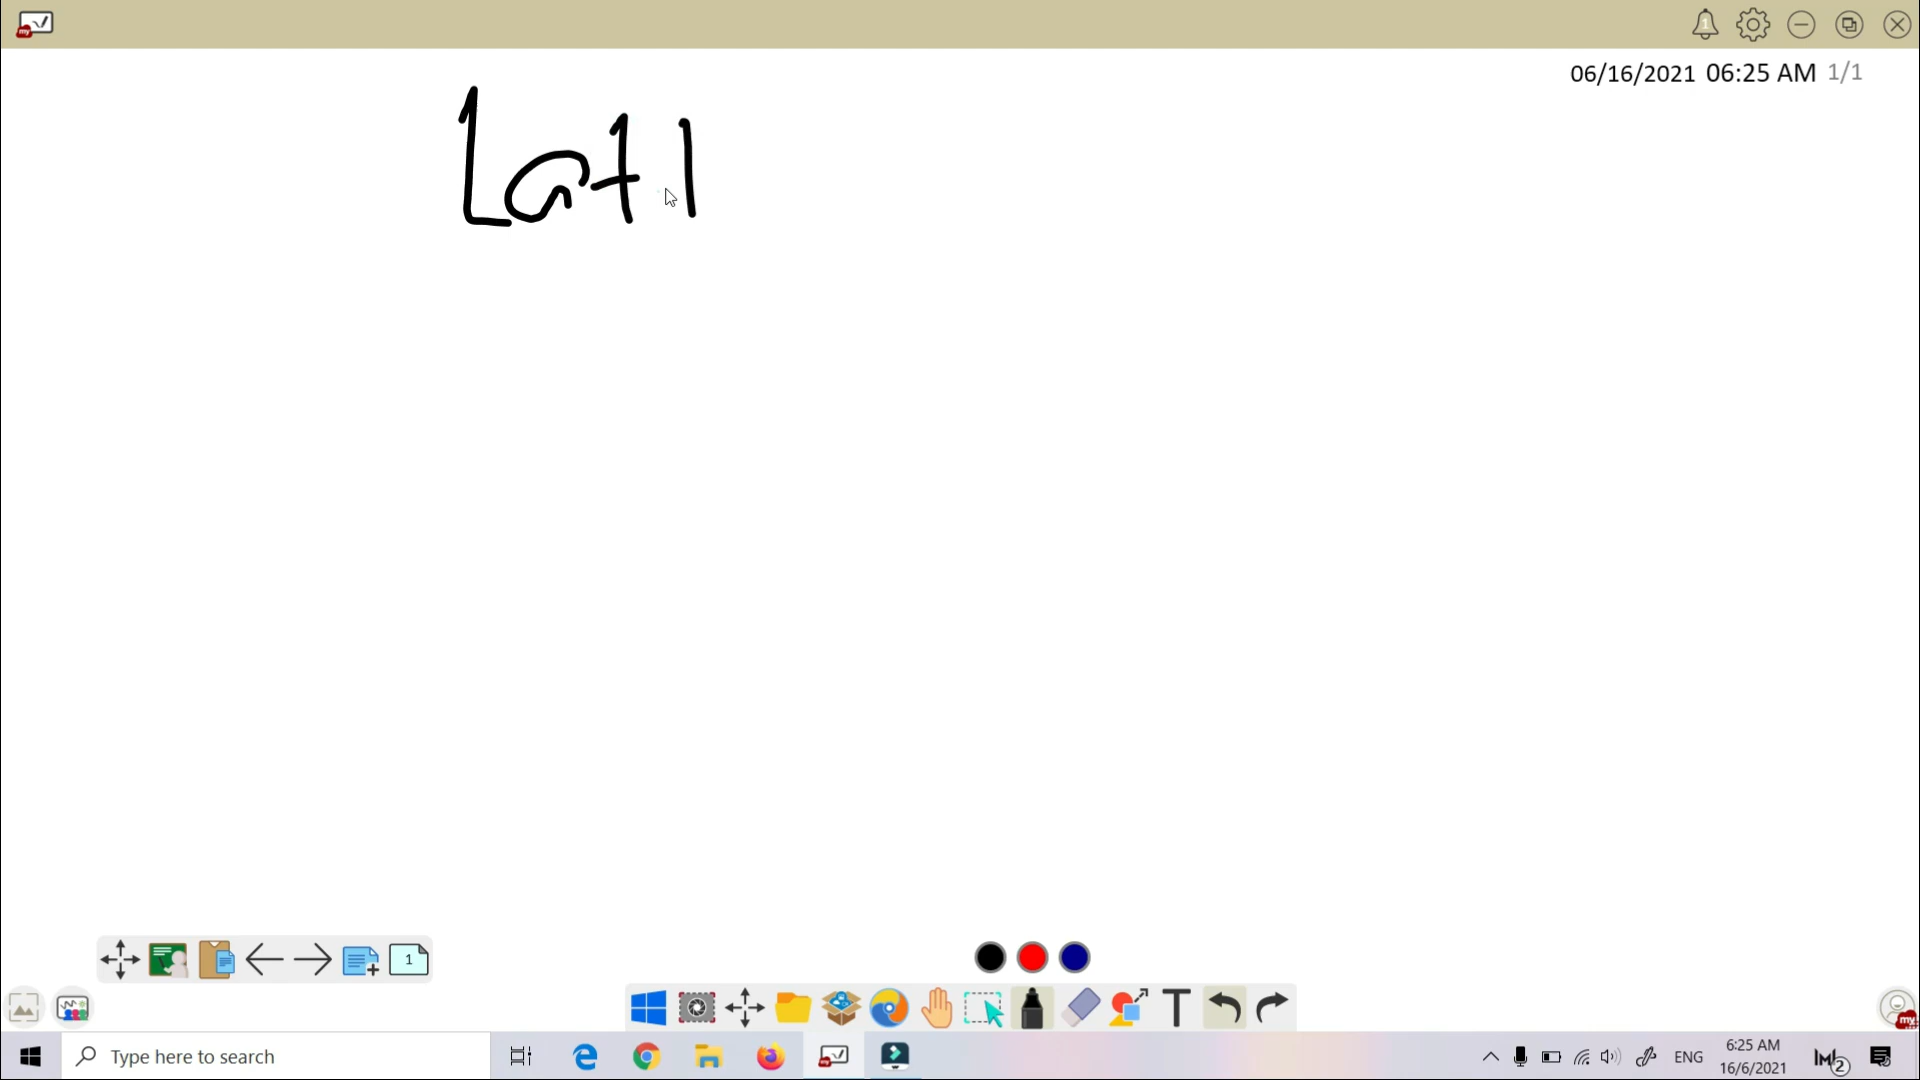 06/16/2021 06:25 AM 1/1
Lat 1
1
Type here to search
ENG
6:25 AM
16/6/2021
2